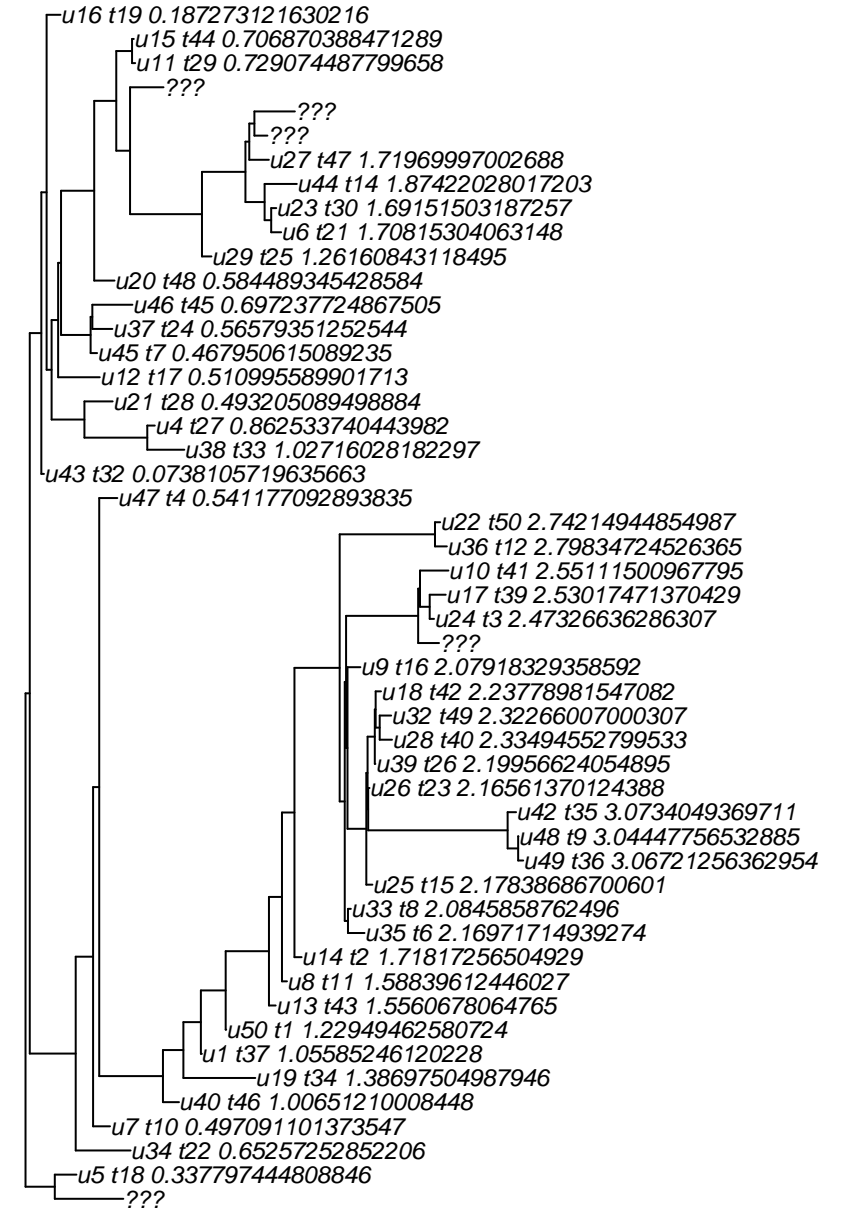 u16 t19 0.187273121630216
u15 t44 0.706870388471289
u11 t29 0.729074487799658
???
???
???
u27 t47 1.71969997002688
u44 t14 1.87422028017203
u23 t30 1.69151503187257
u6 t21 1.70815304063148
u29 t25 1.26160843118495
u20 t48 0.584489345428584
u46 t45 0.697237724867505
u37 t24 0.56579351252544
u45 t7 0.467950615089235
u12 t17 0.510995589901713
u21 t28 0.493205089498884
u4 t27 0.862533740443982
u38 t33 1.02716028182297
u43 t32 0.0738105719635663
u47 t4 0.541177092893835
u22 t50 2.74214944854987
u36 t12 2.79834724526365
u10 t41 2.55111500967795
u17 t39 2.53017471370429
u24 t3 2.47326636286307
???
u9 t16 2.07918329358592
u18 t42 2.23778981547082
u32 t49 2.32266007000307
u28 t40 2.33494552799533
u39 t26 2.19956624054895
u26 t23 2.16561370124388
u42 t35 3.0734049369711
u48 t9 3.04447756532885
u49 t36 3.06721256362954
u25 t15 2.17838686700601
u33 t8 2.0845858762496
u35 t6 2.16971714939274
u14 t2 1.71817256504929
u8 t11 1.58839612446027
u13 t43 1.5560678064765
u50 t1 1.22949462580724
u1 t37 1.05585246120228
u19 t34 1.38697504987946
u40 t46 1.00651210008448
u7 t10 0.497091101373547
u34 t22 0.65257252852206
u5 t18 0.337797444808846
???